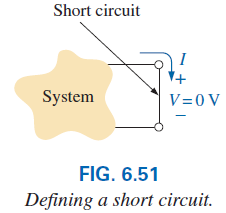 Short circuit
I
+
System
V = 0 V
–
FIG. 6.51
Defining a short circuit.